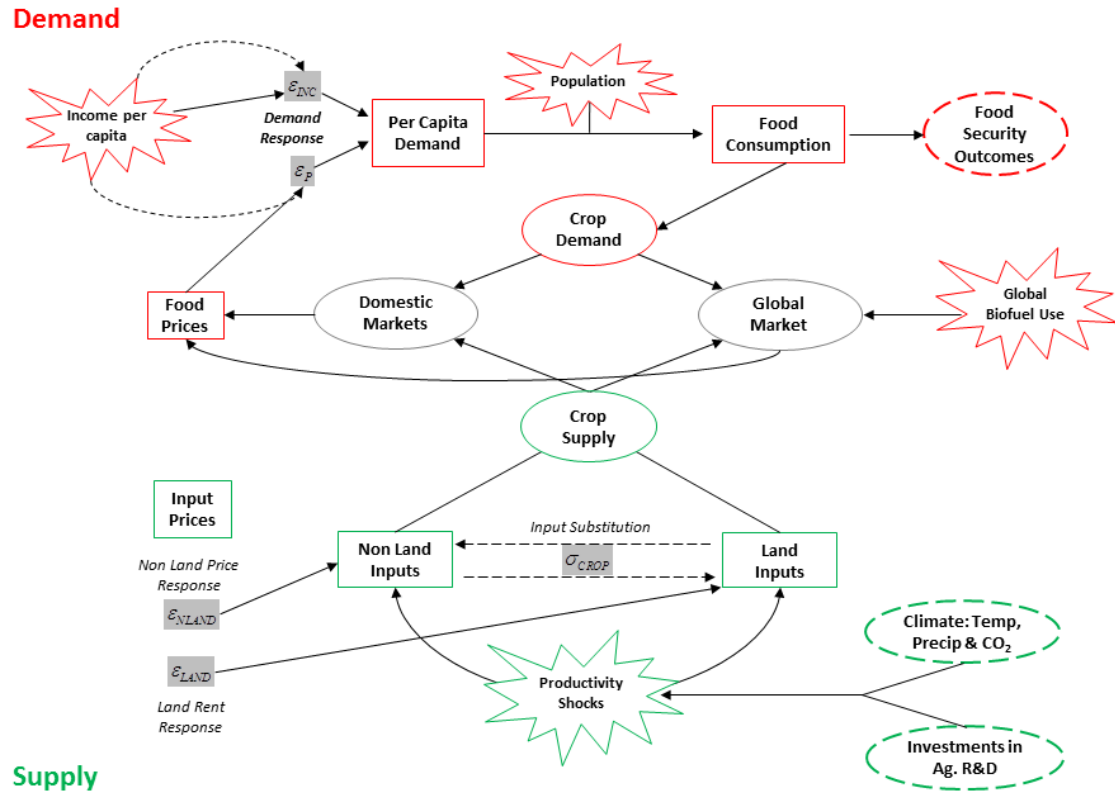 Demand
Income per
capita
ε_INC
Demand
Response
ε_P
Per Capita
Demand
Population
Food
Consumption
Food
Security
Outcomes
Crop
Demand
Food
Prices
Domestic
Markets
Global
Market
Global
Biofuel Use
Crop
Supply
Input
Prices
Non Land Price
Response
ε_NLAND
Non Land
Inputs
Input Substitution
σ_CROP
Land
Inputs
ε_LAND
Land Rent
Response
Productivity
Shocks
Climate: Temp,
Precip & CO₂
Investments in
Ag. R&D
Supply